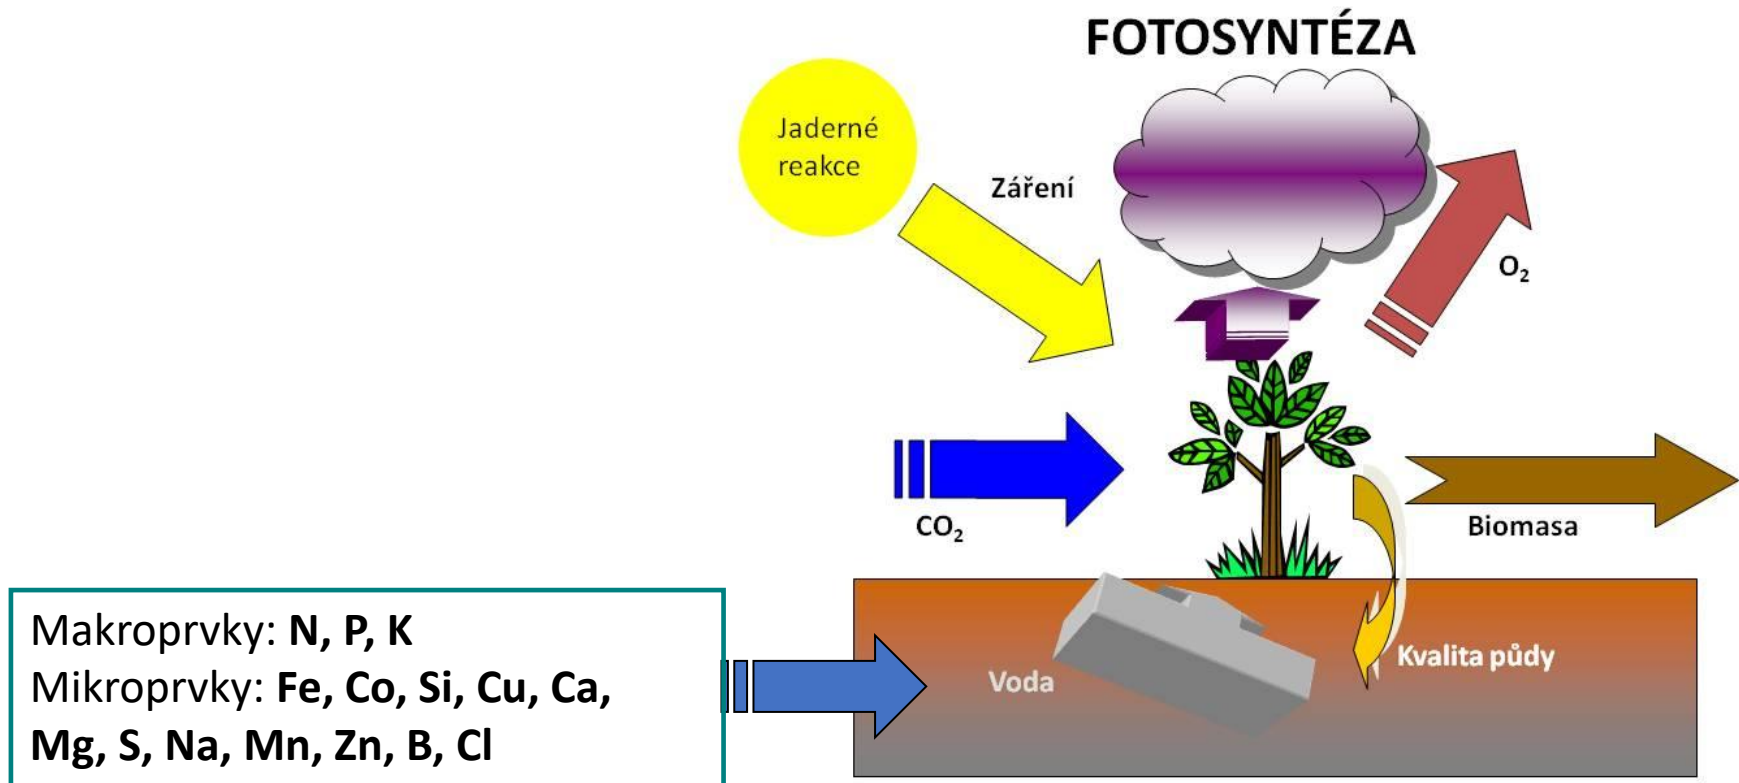 FOTOSYNTÉZA
Jaderné
reakce
Záření
O₂
CO₂
Biomasa
Makroprvky: N, P, K
Mikroprvky: Fe, Co, Si, Cu, Ca,
Mg, S, Na, Mn, Zn, B, Cl
Voda
Kvalita půdy